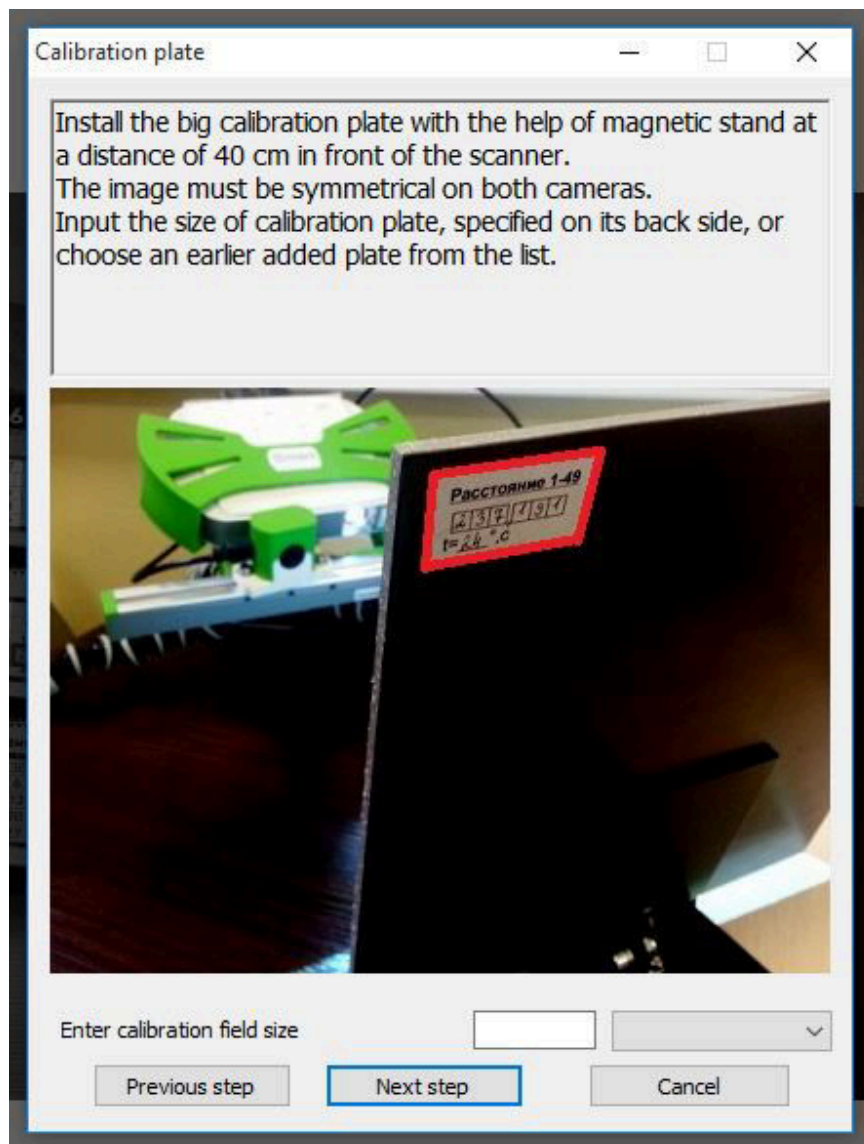 Calibration plate
Install the big calibration plate with the help of magnetic stand at
a distance of 40 cm in front of the scanner.
The image must be symmetrical on both cameras.
Input the size of calibration plate, specified on its back side, or
choose an earlier added plate from the list.
Расстояние 1-49
237,191
t= 24 °,c
Enter calibration field size
Previous step
Next step
Cancel